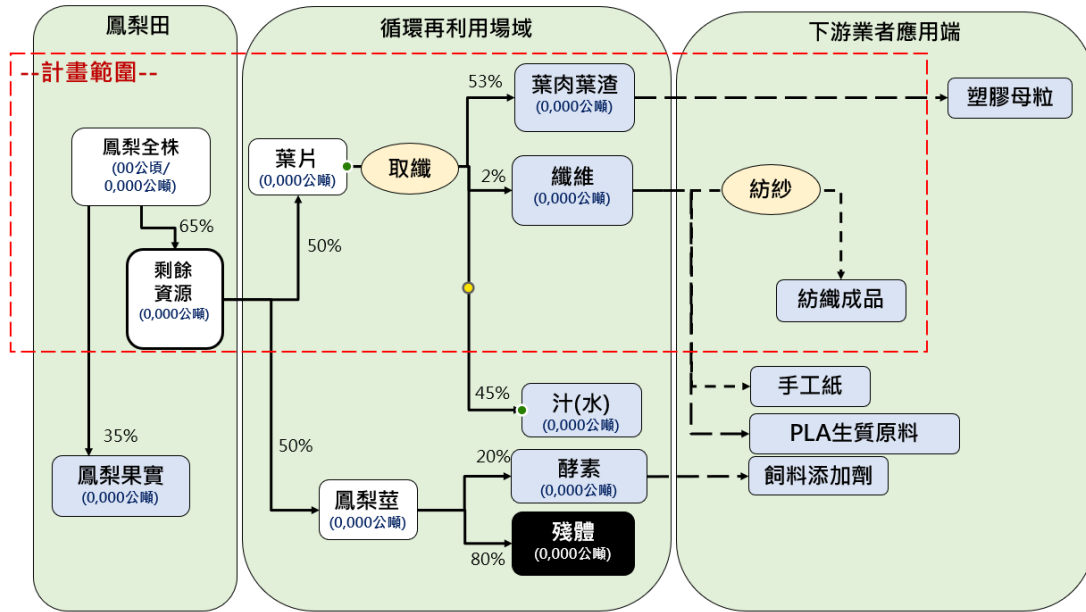 鳳梨田
循環再利用場域
下游業者應用端
--計畫範圍--
鳳梨全株
(00公頃/
0,000公噸)
65%
剩餘
資源
(0,000公噸)
35%
鳳梨果實
(0,000公噸)
葉片
(0,000公噸)
50%
取纖
53%
葉肉葉渣
(0,000公噸)
2%
纖維
(0,000公噸)
45%
汁(水)
(0,000公噸)
50%
鳳梨莖
(0,000公噸)
20%
酵素
(0,000公噸)
80%
殘體
(0,000公噸)
塑膠母粒
紡紗
紡織成品
手工紙
PLA生質原料
飼料添加劑